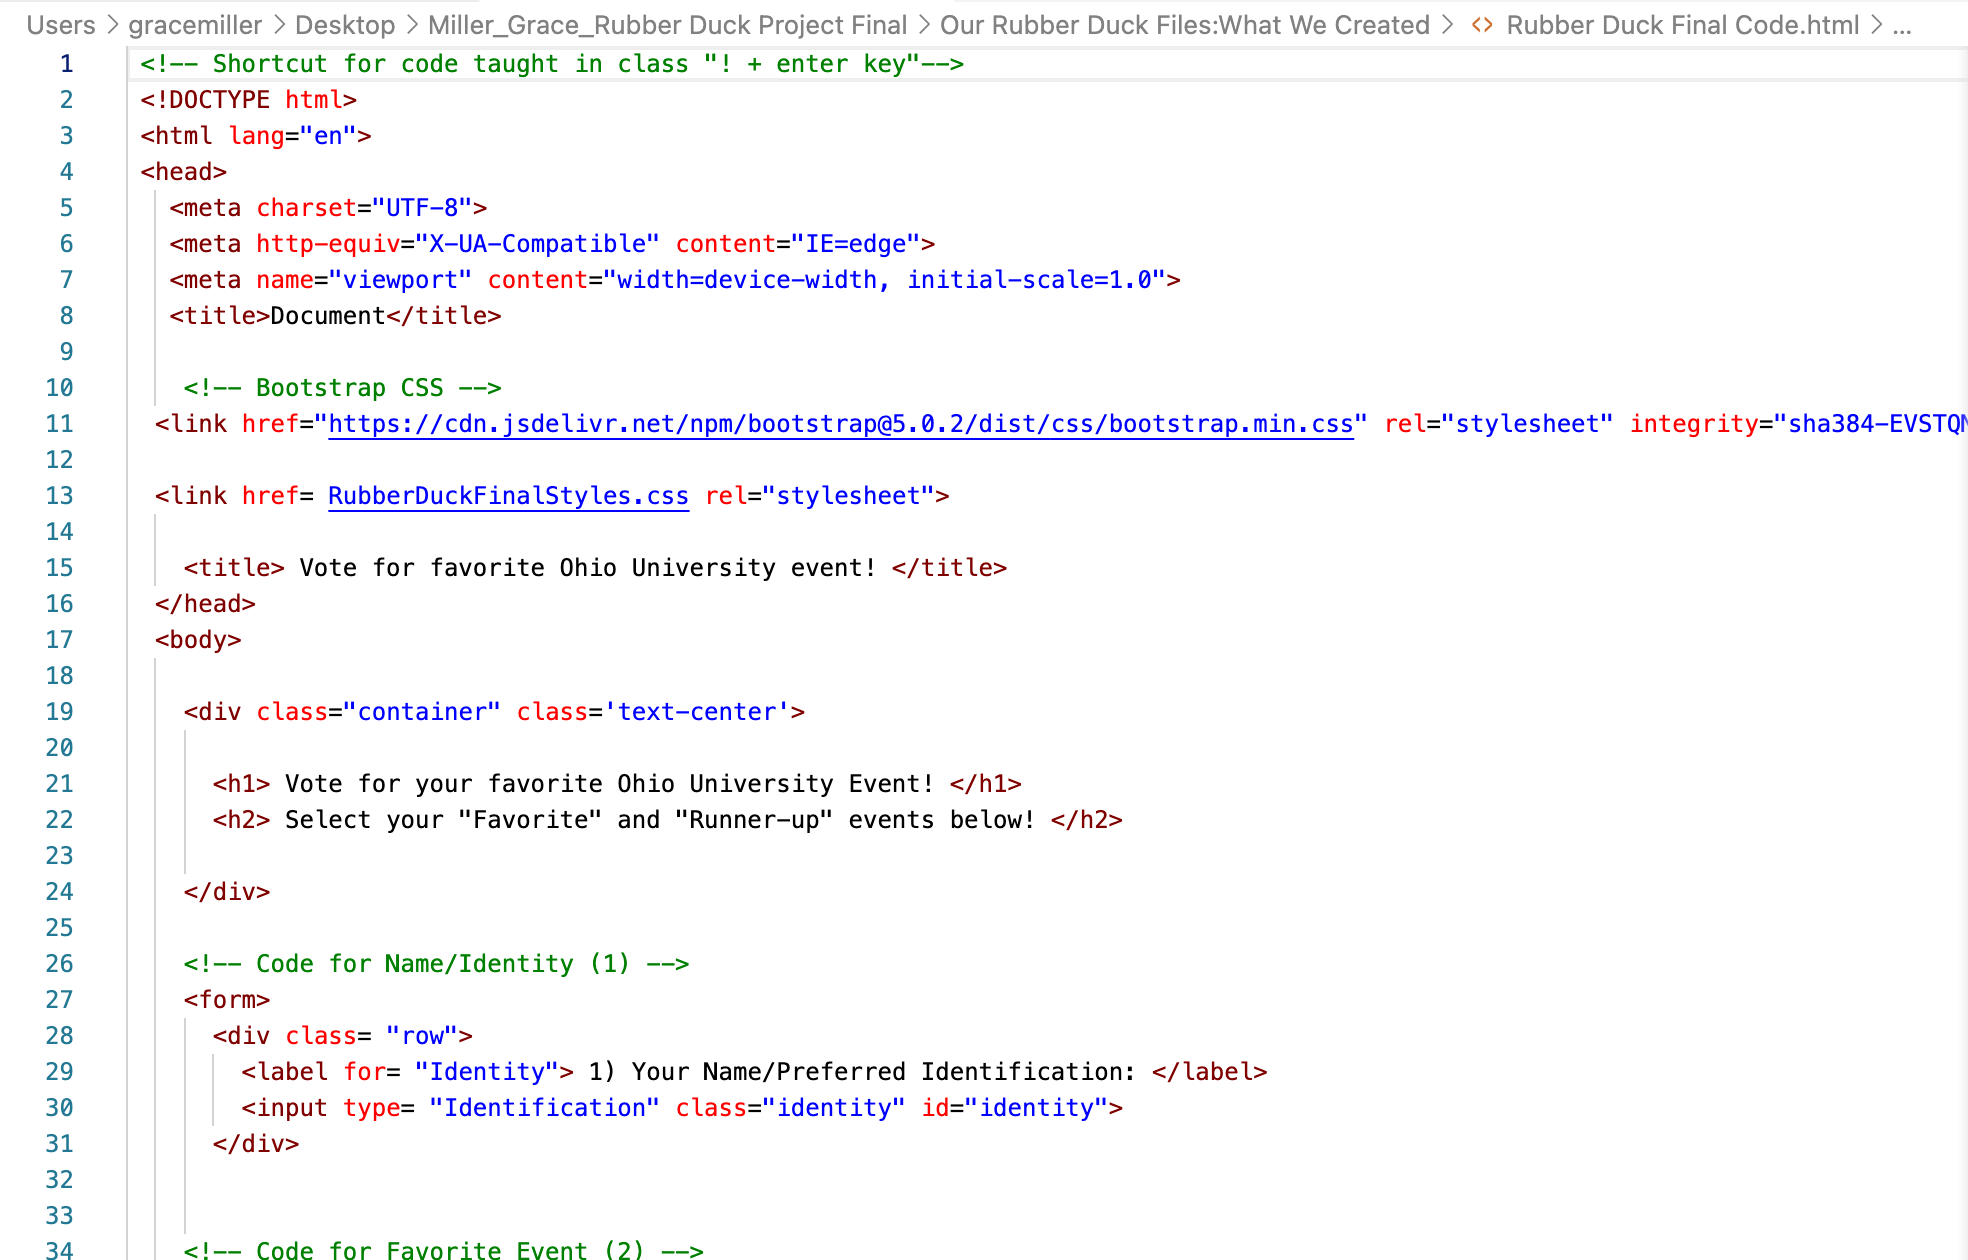 Users > gracemiller > Desktop > Miller_Grace_Rubber Duck Project Final > Our Rubber Duck Files:What We Created > <> Rubber Duck Final Code.html > ...
1 <!-- Shortcut for code taught in class "! + enter key"-->
2 <!DOCTYPE html>
3 <html lang="en">
4 <head>
5 <meta charset="UTF-8">
6 <meta http-equiv="X-UA-Compatible" content="IE=edge">
7 <meta name="viewport" content="width=device-width, initial-scale=1.0">
8 <title>Document</title>
9
10 <!-- Bootstrap CSS -->
11 <link href="https://cdn.jsdelivr.net/npm/bootstrap@5.0.2/dist/css/bootstrap.min.css" rel="stylesheet" integrity="sha384-EVSTQN
12
13 <link href= RubberDuckFinalStyles.css rel="stylesheet">
14
15 <title> Vote for favorite Ohio University event! </title>
16 </head>
17 <body>
18
19 <div class="container" class='text-center'>
20
21 <h1> Vote for your favorite Ohio University Event! </h1>
22 <h2> Select your "Favorite" and "Runner-up" events below! </h2>
23
24 </div>
25
26 <!-- Code for Name/Identity (1) -->
27 <form>
28 <div class= "row">
29 <label for= "Identity"> 1) Your Name/Preferred Identification: </label>
30 <input type= "Identification" class="identity" id="identity">
31 </div>
32
33
34 <!-- Code for Favorite Event (2) -->